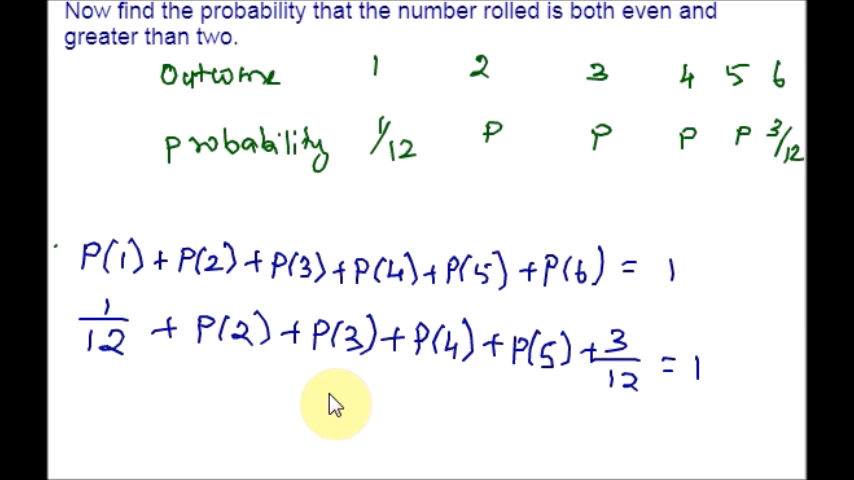 Now find the probability that the number rolled is both even and
greater than two.
Outcome 1 2 3 4 5 6
probability 1/12 P P P P 3/12
P(1) + P(2) + P(3) + P(4) + P(5) + P(6) = 1
1/12 + P(2) + P(3) + P(4) + P(5) + 3/12 = 1